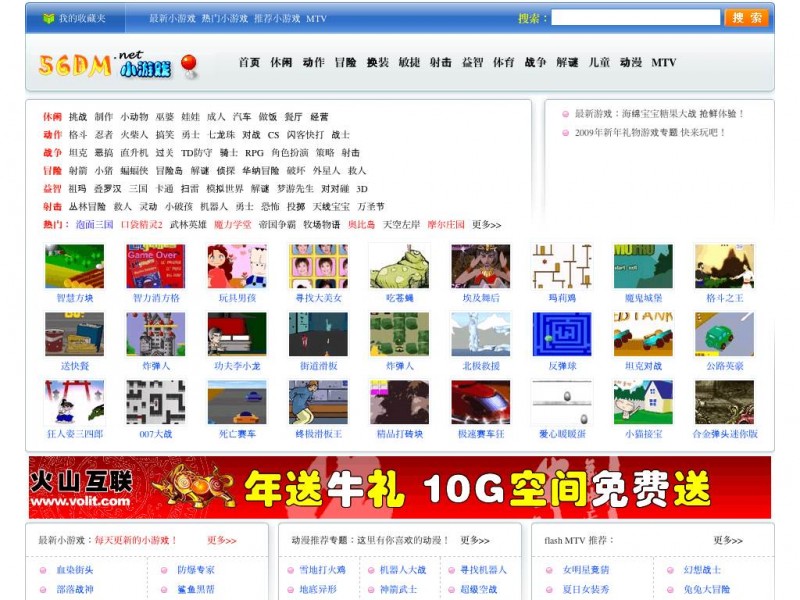 我的收藏夹 最新小游戏 热门小游戏 推荐小游戏 MTV 搜索： 搜 索
56DM.net 小游戏
首页 休闲 动作 冒险 换装 敏捷 射击 益智 体育 战争 解谜 儿童 动漫 MTV
休闲 挑战 制作 小动物 巫婆 娃娃 成人 汽车 做饭 餐厅 经营
动作 格斗 忍者 火柴人 搞笑 勇士 七龙珠 对战 CS 闪客快打 战士
战争 坦克 恶搞 直升机 过关 TD防守 骑士 RPG 角色扮演 策略 射击
冒险 射箭 小猪 蝙蝠侠 冒险岛 解谜 侦探 华纳冒险 破坏 外星人 救人
益智 祖玛 叠罗汉 三国 卡通 扫雷 模拟世界 解谜 梦游先生 对对碰 3D
射击 丛林冒险 救人 灵动 小破孩 机器人 勇士 恐怖 投掷 天线宝宝 万圣节
热门： 泡面三国 口袋精灵2 武林英雄 魔力学堂 帝国争霸 牧场物语 奥比岛 天空左岸 摩尔庄园 更多>>
最新游戏：海绵宝宝糖果大战 抢鲜体验！
2009年新年礼物游戏专题 快来玩吧！
Game Over
智慧方块 智力消方格 玩具男孩 寻找大美女 吃苍蝇 埃及舞后 玛莉鸡 魔鬼城堡 格斗之王
送快餐 炸弹人 功夫李小龙 街道滑板 炸弹人 北极救援 反弹球 坦克对战 公路英豪
狂人姿三四郎 007大战 死亡赛车 终极滑板王 精品打砖块 极速赛车狂 爱心暖暖蛋 小猫接宝 合金弹头迷你版
火山互联 www.volit.com 年送牛礼 10G空间免费送
最新小游戏：每天更新的小游戏！ 更多>>
血染街头 防爆专家
部落战神 鲨鱼黑帮
动漫推荐专题：这里有你喜欢的动漫！ 更多>>
雪地打火鸡 机器人大战 寻找机器人
地底异形 神箭武士 超级空战
flash MTV 推荐： 更多>>
女明星竞猜 幻想战士
夏日女装秀 兔兔大冒险